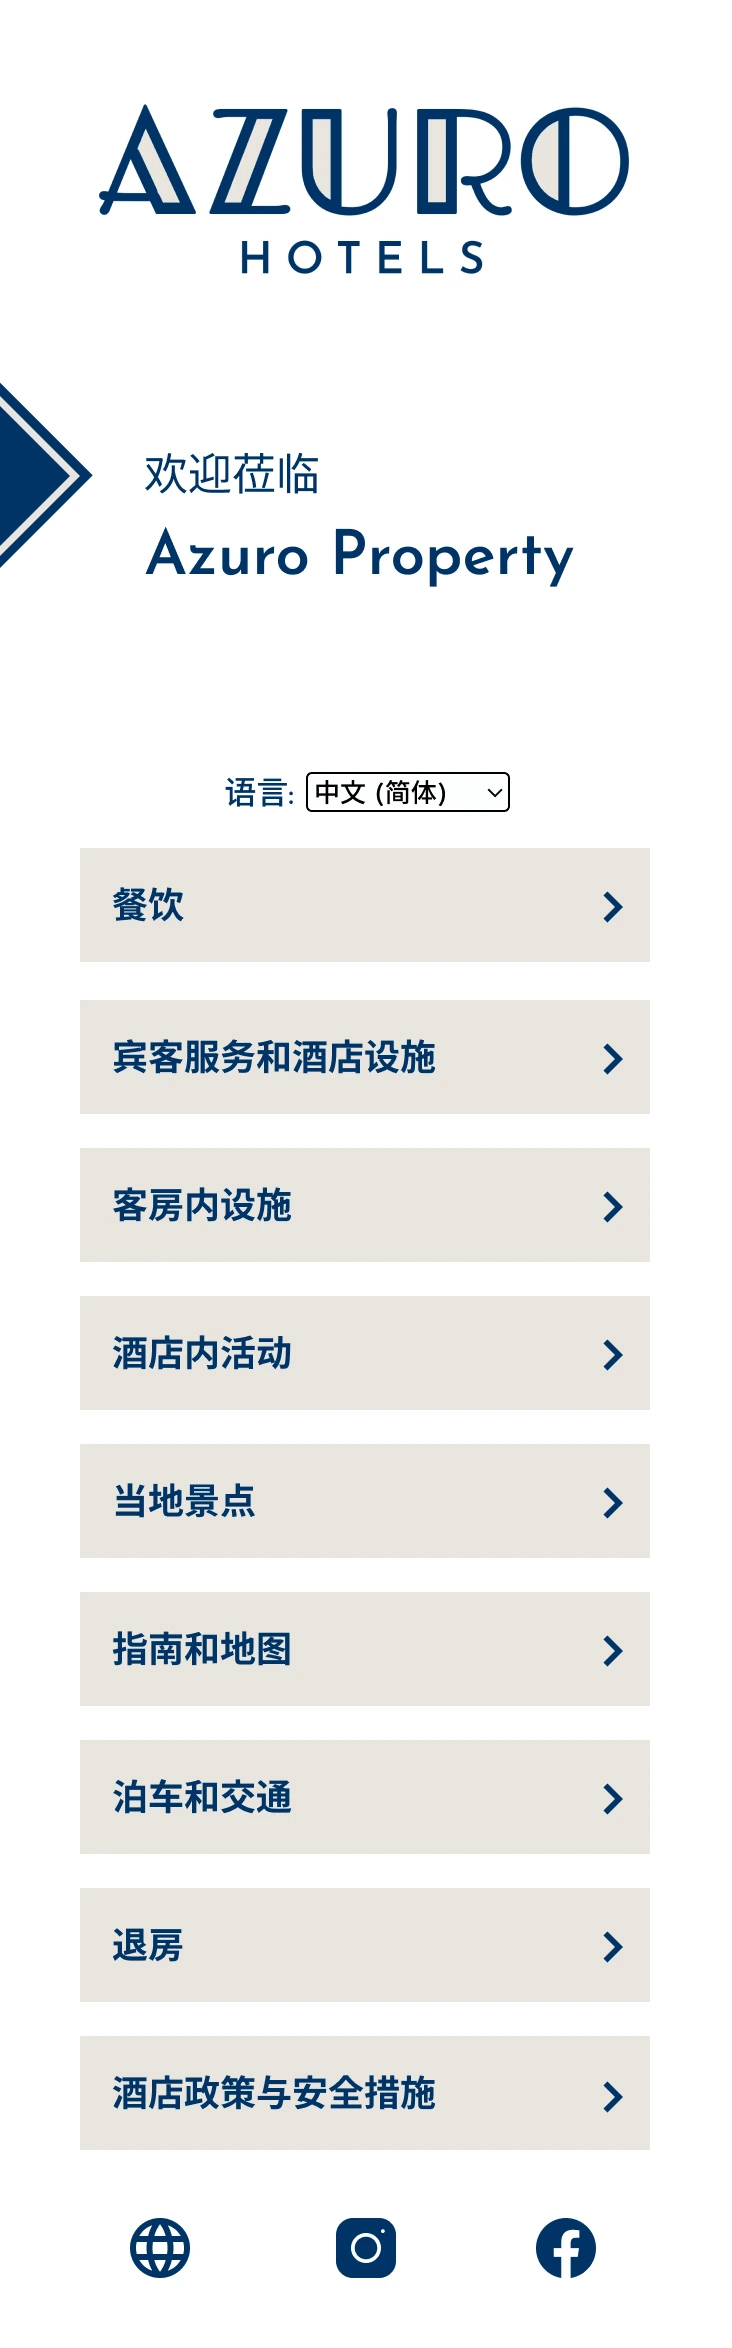 AZURO
HOTELS
欢迎莅临
Azuro Property
语言: 中文 (简体)
餐饮
宾客服务和酒店设施
客房内设施
酒店内活动
当地景点
指南和地图
泊车和交通
退房
酒店政策与安全措施